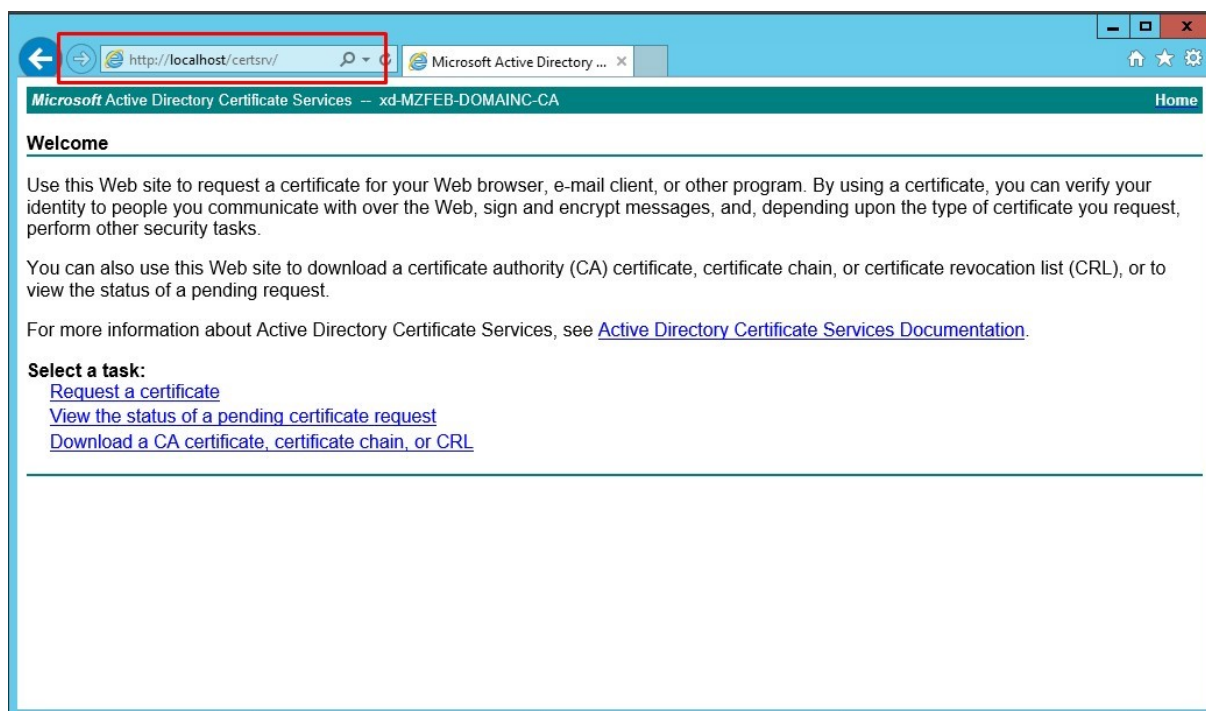 http://localhost/certsrv/
Microsoft Active Directory ...
Microsoft Active Directory Certificate Services -- xd-MZFEB-DOMAINC-CA Home
Welcome
Use this Web site to request a certificate for your Web browser, e-mail client, or other program. By using a certificate, you can verify your
identity to people you communicate with over the Web, sign and encrypt messages, and, depending upon the type of certificate you request,
perform other security tasks.
You can also use this Web site to download a certificate authority (CA) certificate, certificate chain, or certificate revocation list (CRL), or to
view the status of a pending request.
For more information about Active Directory Certificate Services, see Active Directory Certificate Services Documentation.
Select a task:
Request a certificate
View the status of a pending certificate request
Download a CA certificate, certificate chain, or CRL